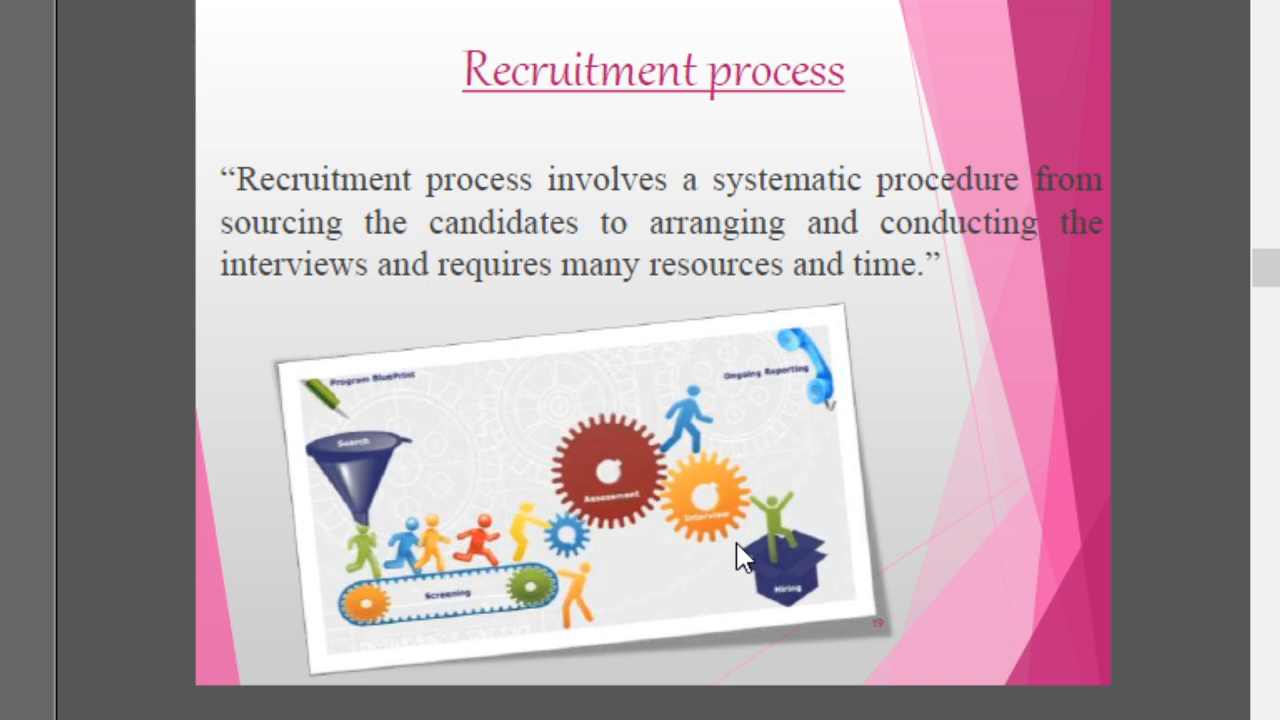 Recruitment process
“Recruitment process involves a systematic procedure from
sourcing the candidates to arranging and conducting the
interviews and requires many resources and time.”
Program BluePrint
Ongoing Reporting
Search
Assessment
Interview
Screening
Hiring
19